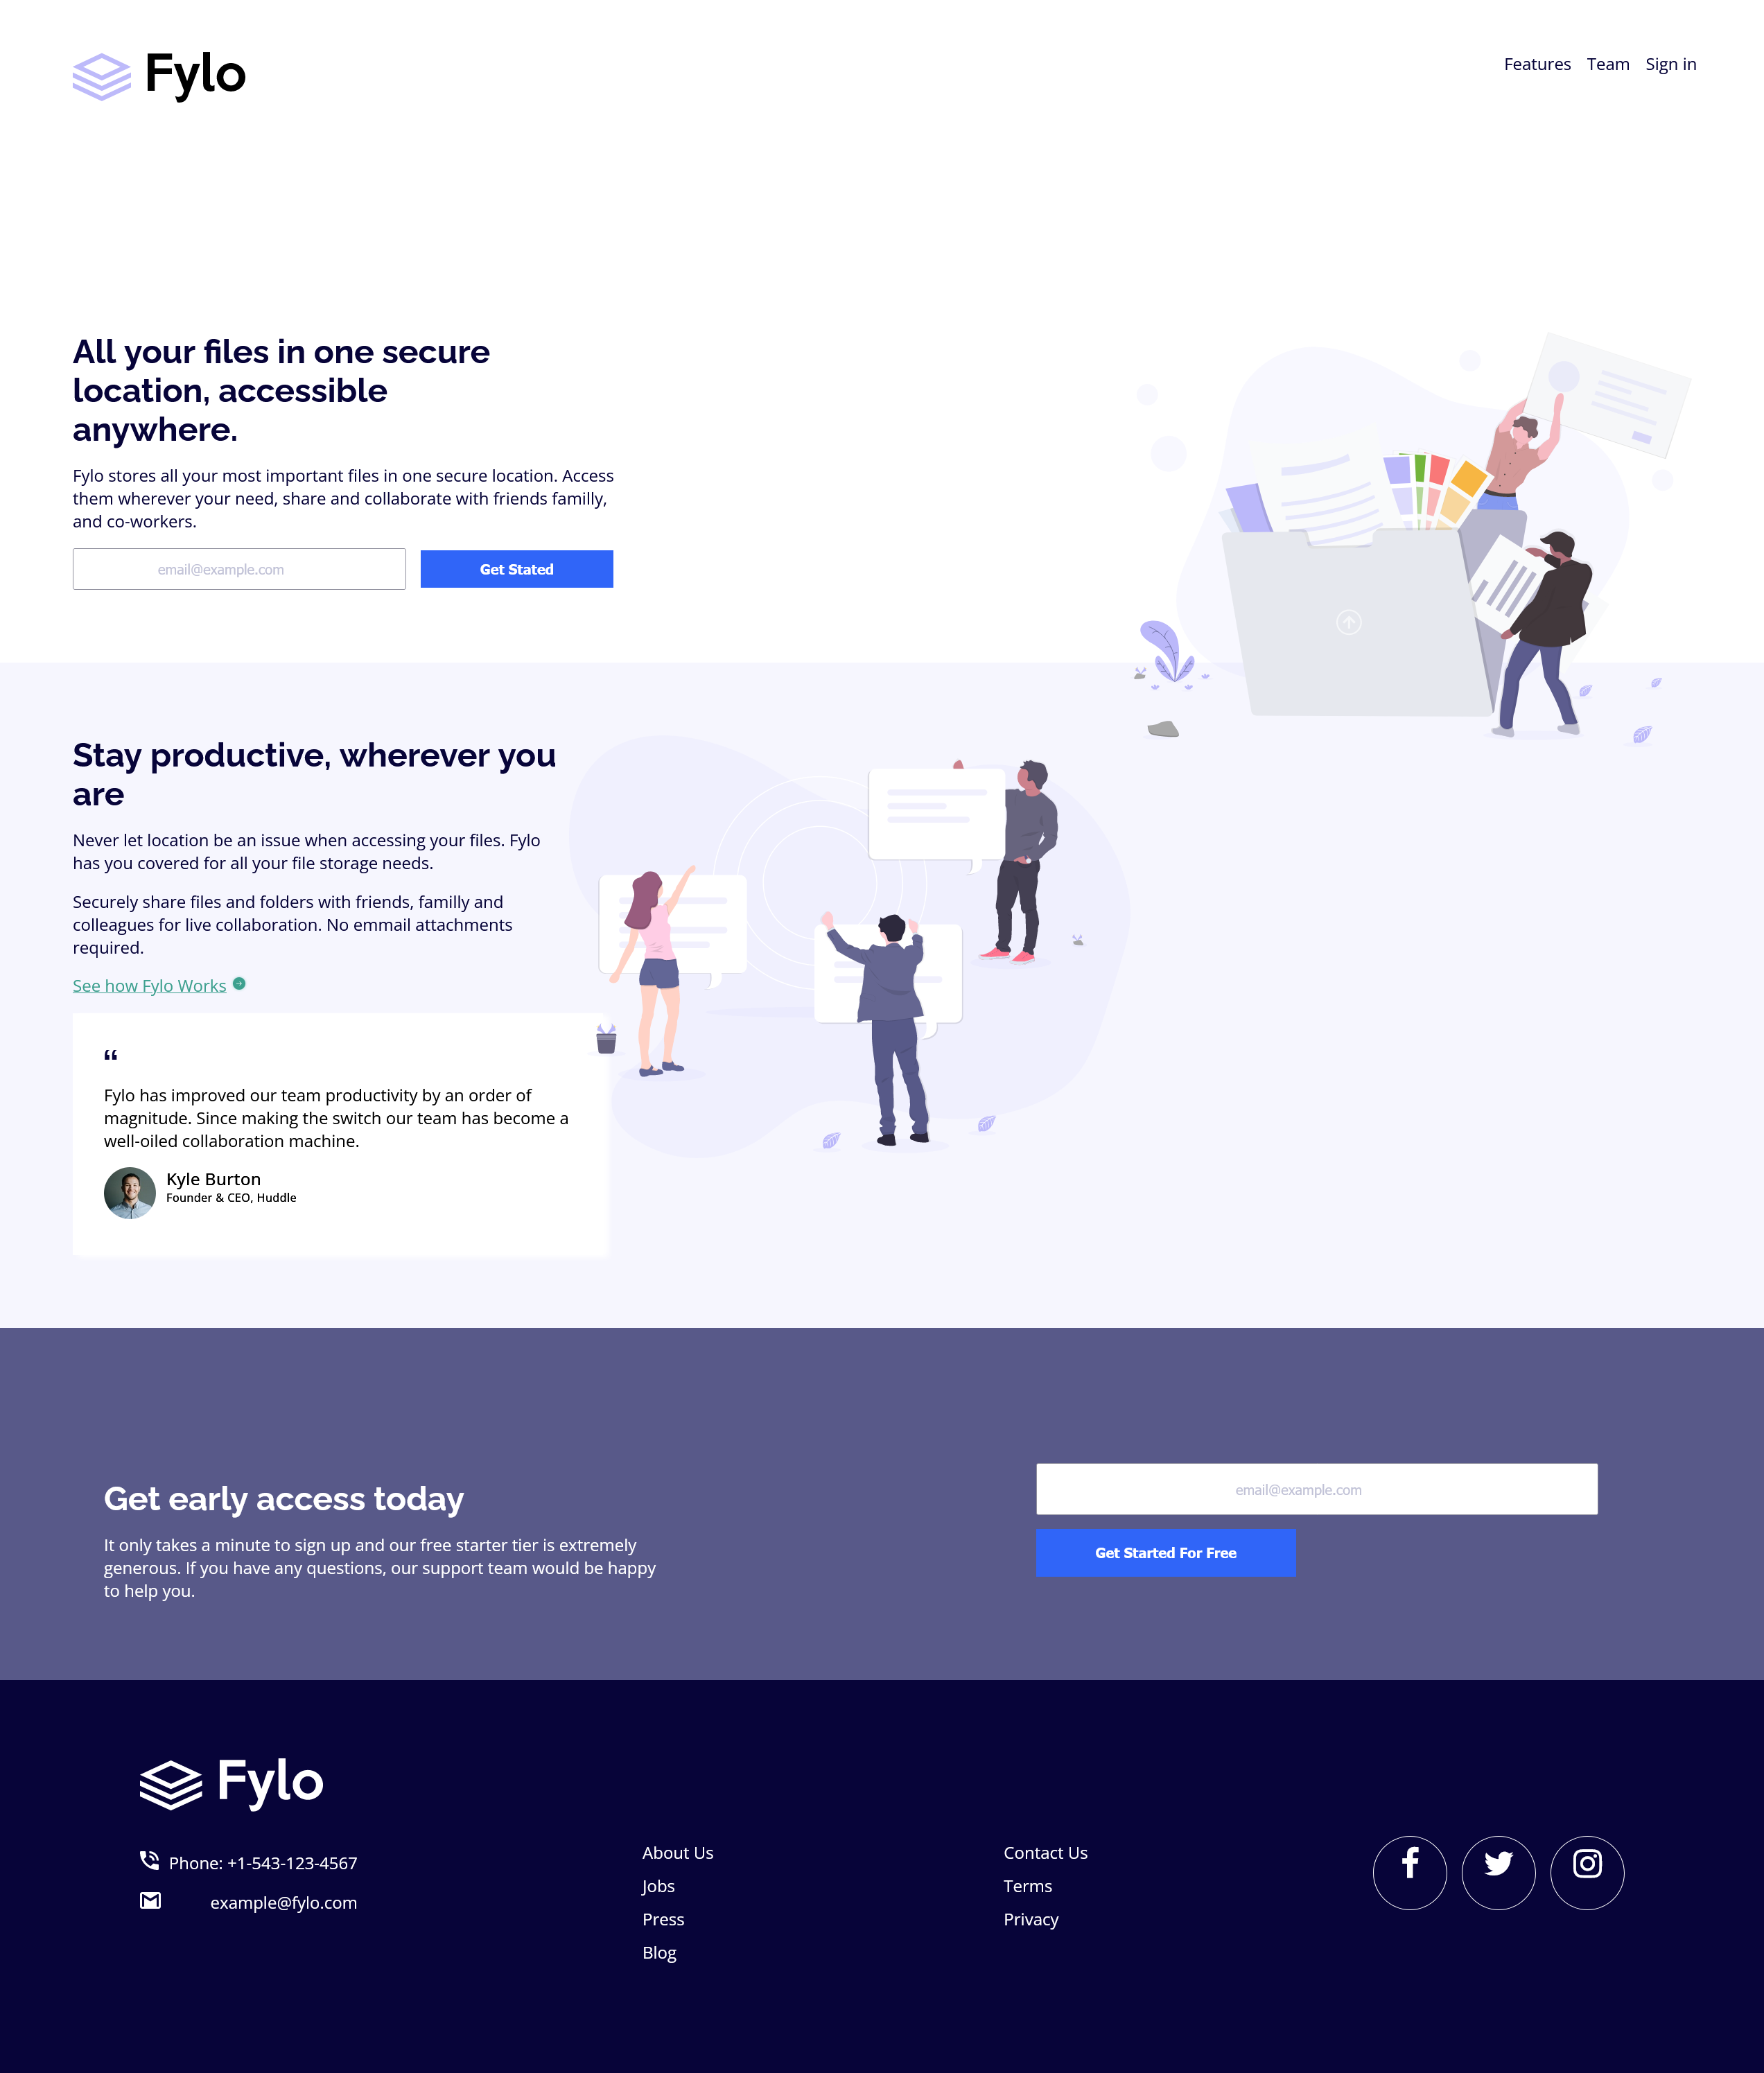 Fylo
Features Team Sign in
All your files in one secure
location, accessible
anywhere.
Fylo stores all your most important files in one secure location. Access
them wherever your need, share and collaborate with friends familly,
and co-workers.
email@example.com
Get Stated
Stay productive, wherever you
are
Never let location be an issue when accessing your files. Fylo
has you covered for all your file storage needs.
Securely share files and folders with friends, familly and
colleagues for live collaboration. No emmail attachments
required.
See how Fylo Works
“
Fylo has improved our team productivity by an order of
magnitude. Since making the switch our team has become a
well-oiled collaboration machine.
Kyle Burton
Founder & CEO, Huddle
Get early access today
It only takes a minute to sign up and our free starter tier is extremely
generous. If you have any questions, our support team would be happy
to help you.
email@example.com
Get Started For Free
Fylo
Phone: +1-543-123-4567
example@fylo.com
About Us
Jobs
Press
Blog
Contact Us
Terms
Privacy